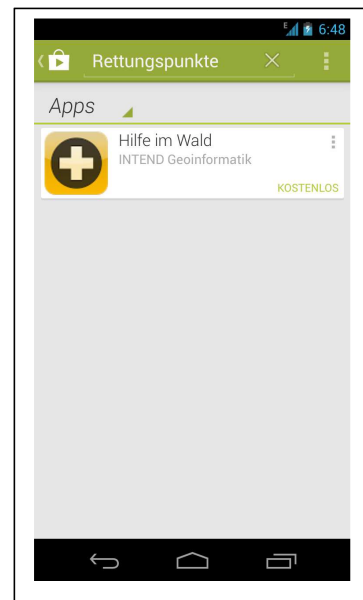 E 6:48
Rettungspunkte
Apps
Hilfe im Wald
INTEND Geoinformatik
KOSTENLOS